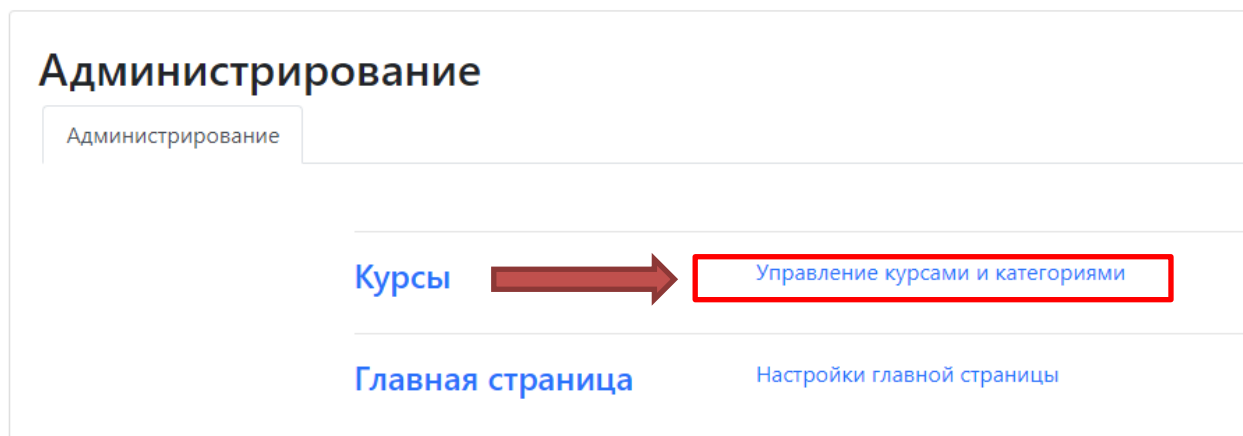 Администрирование
Администрирование
Курсы
Управление курсами и категориями
Главная страница
Настройки главной страницы